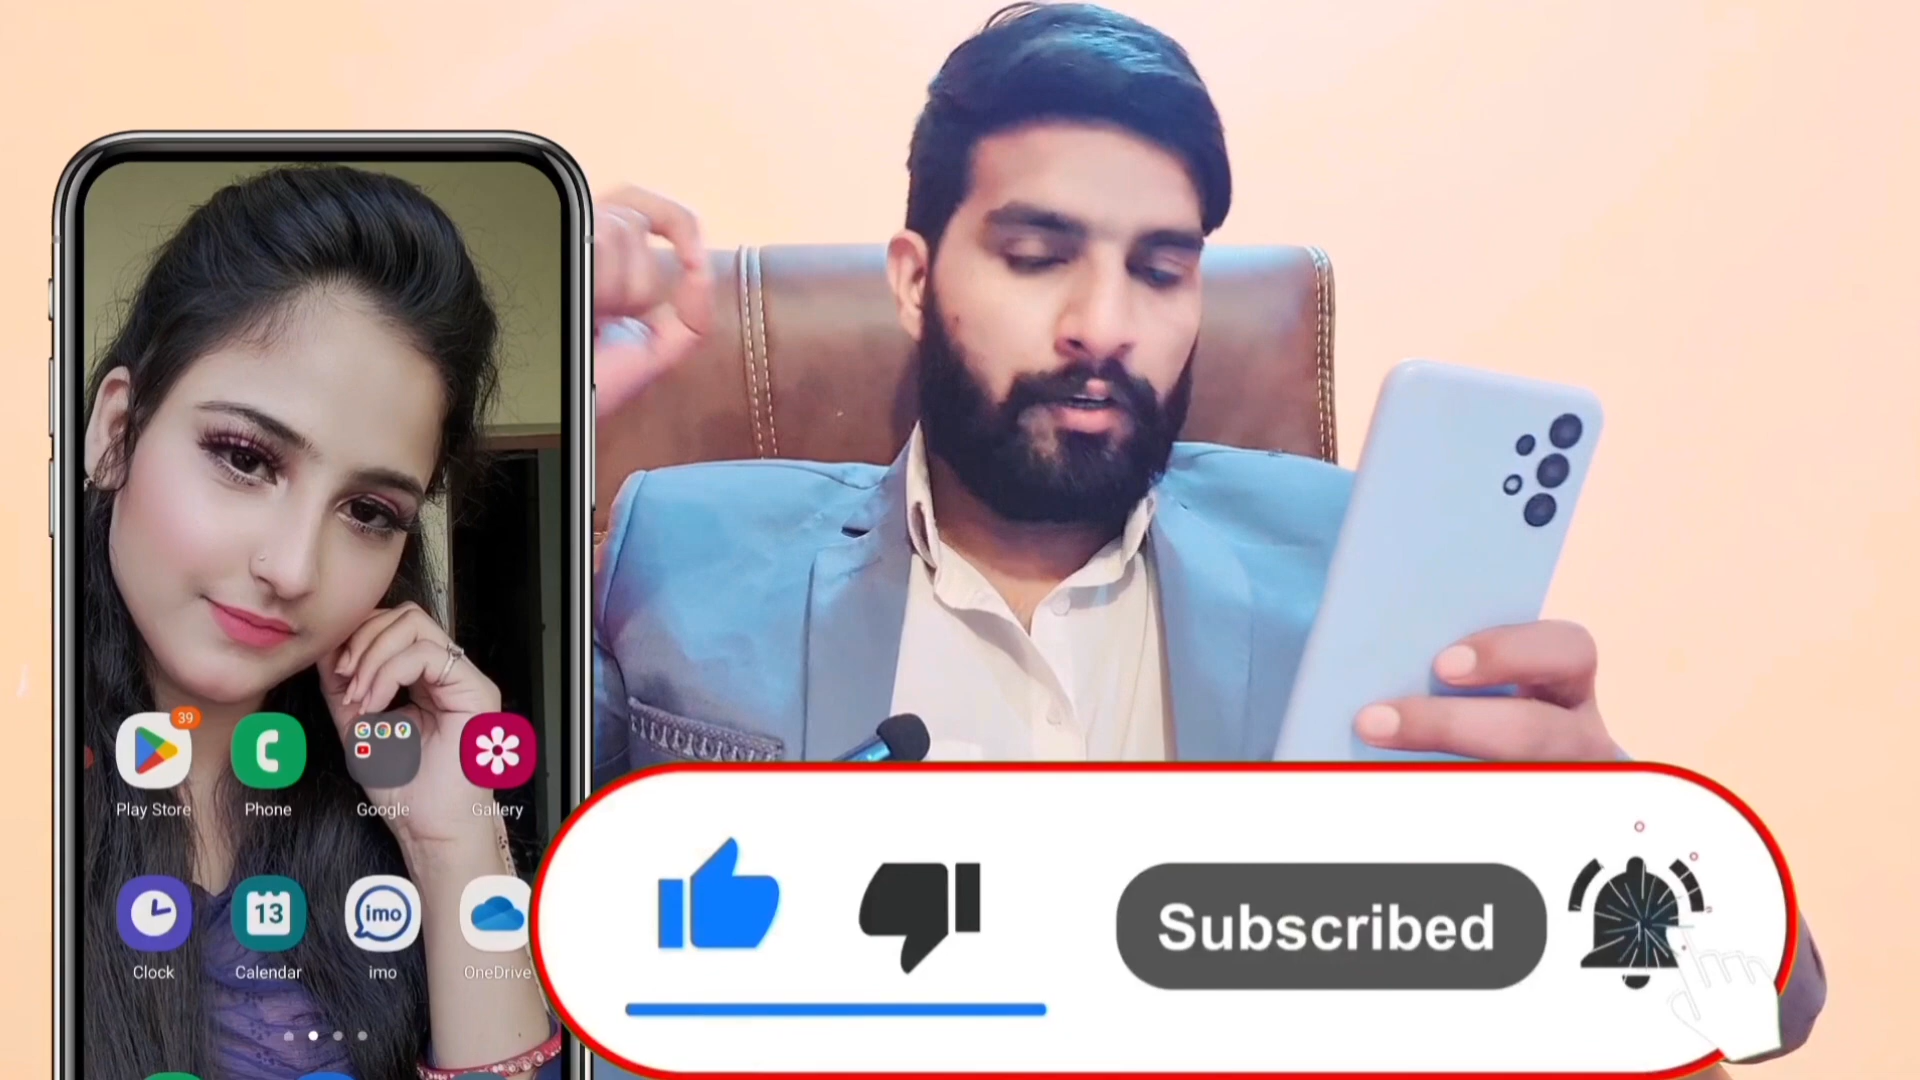 39
Play Store
Phone
Google
Gallery
13
imo
Clock
Calendar
imo
OneDrive
Subscribed